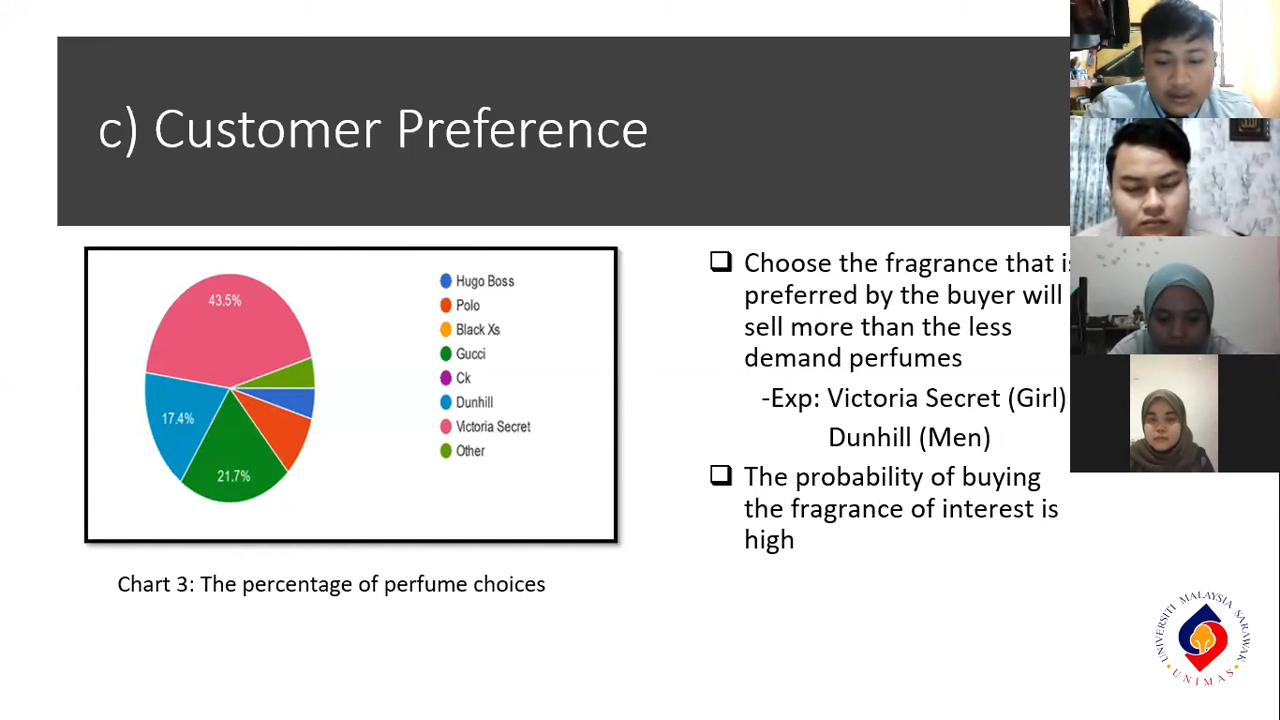 c) Customer Preference
43.5%
17.4%
21.7%
Hugo Boss
Polo
Black Xs
Gucci
Ck
Dunhill
Victoria Secret
Other
Chart 3: The percentage of perfume choices
Choose the fragrance that is
preferred by the buyer will
sell more than the less
demand perfumes
-Exp: Victoria Secret (Girl)
Dunhill (Men)
The probability of buying
the fragrance of interest is
high
UNIVERSITI MALAYSIA SARAWAK
UNIMAS